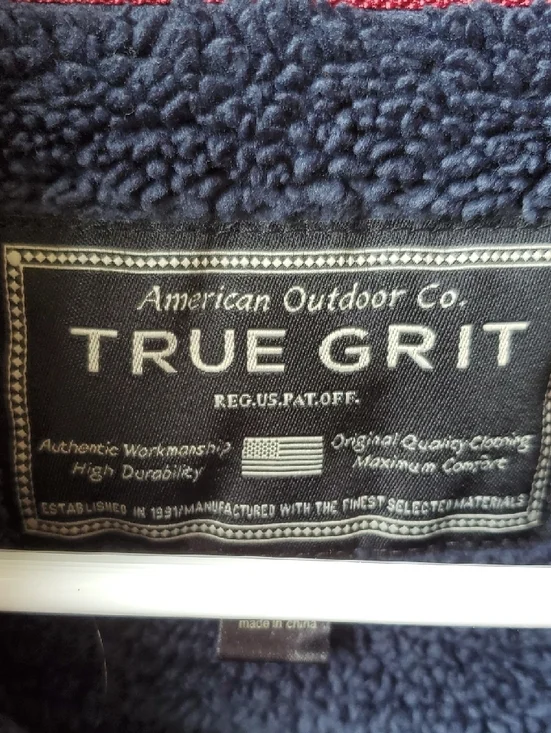 American Outdoor Co.
TRUE GRIT
REG.US.PAT.OFF.
Authentic Workmanship
High Durability
Original Quality Clothing
Maximum Comfort
ESTABLISHED IN 1991/MANUFACTURED WITH THE FINEST SELECTED MATERIALS
made in china